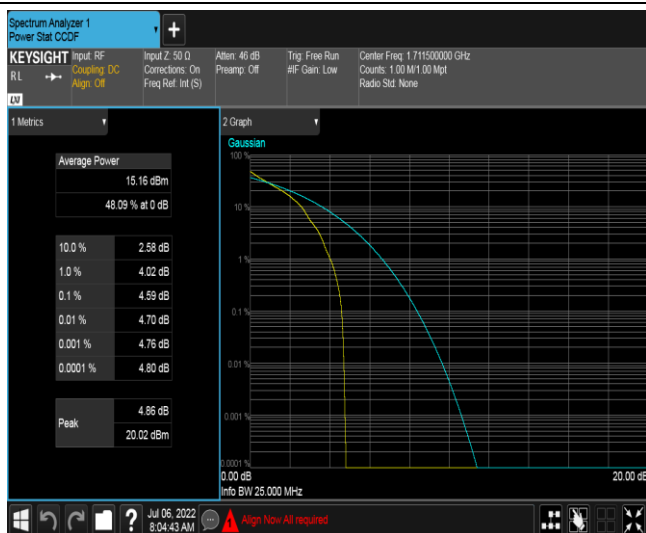 Spectrum Analyzer 1
Power Stat CCDF
+
KEYSIGHT
RL
LXI
Input: RF
Coupling: DC
Align: Off
Input Z: 50 Ω
Corrections: On
Freq Ref: Int (S)
Atten: 46 dB
Preamp: Off
Trig: Free Run
#IF Gain: Low
Center Freq: 1.711500000 GHz
Counts: 1.00 M/1.00 Mpt
Radio Std: None
1 Metrics
Average Power
15.16 dBm
48.09 % at 0 dB
10.0 % 2.58 dB
1.0 % 4.02 dB
0.1 % 4.59 dB
0.01 % 4.70 dB
0.001 % 4.76 dB
0.0001 % 4.80 dB
Peak
4.86 dB
20.02 dBm
2 Graph
Gaussian
100 %
10 %
1 %
0.1 %
0.01 %
0.001 %
0.0001 %
0.00 dB
20.00 dB
Info BW 25.000 MHz
?
Jul 06, 2022
8:04:43 AM
Align Now All required